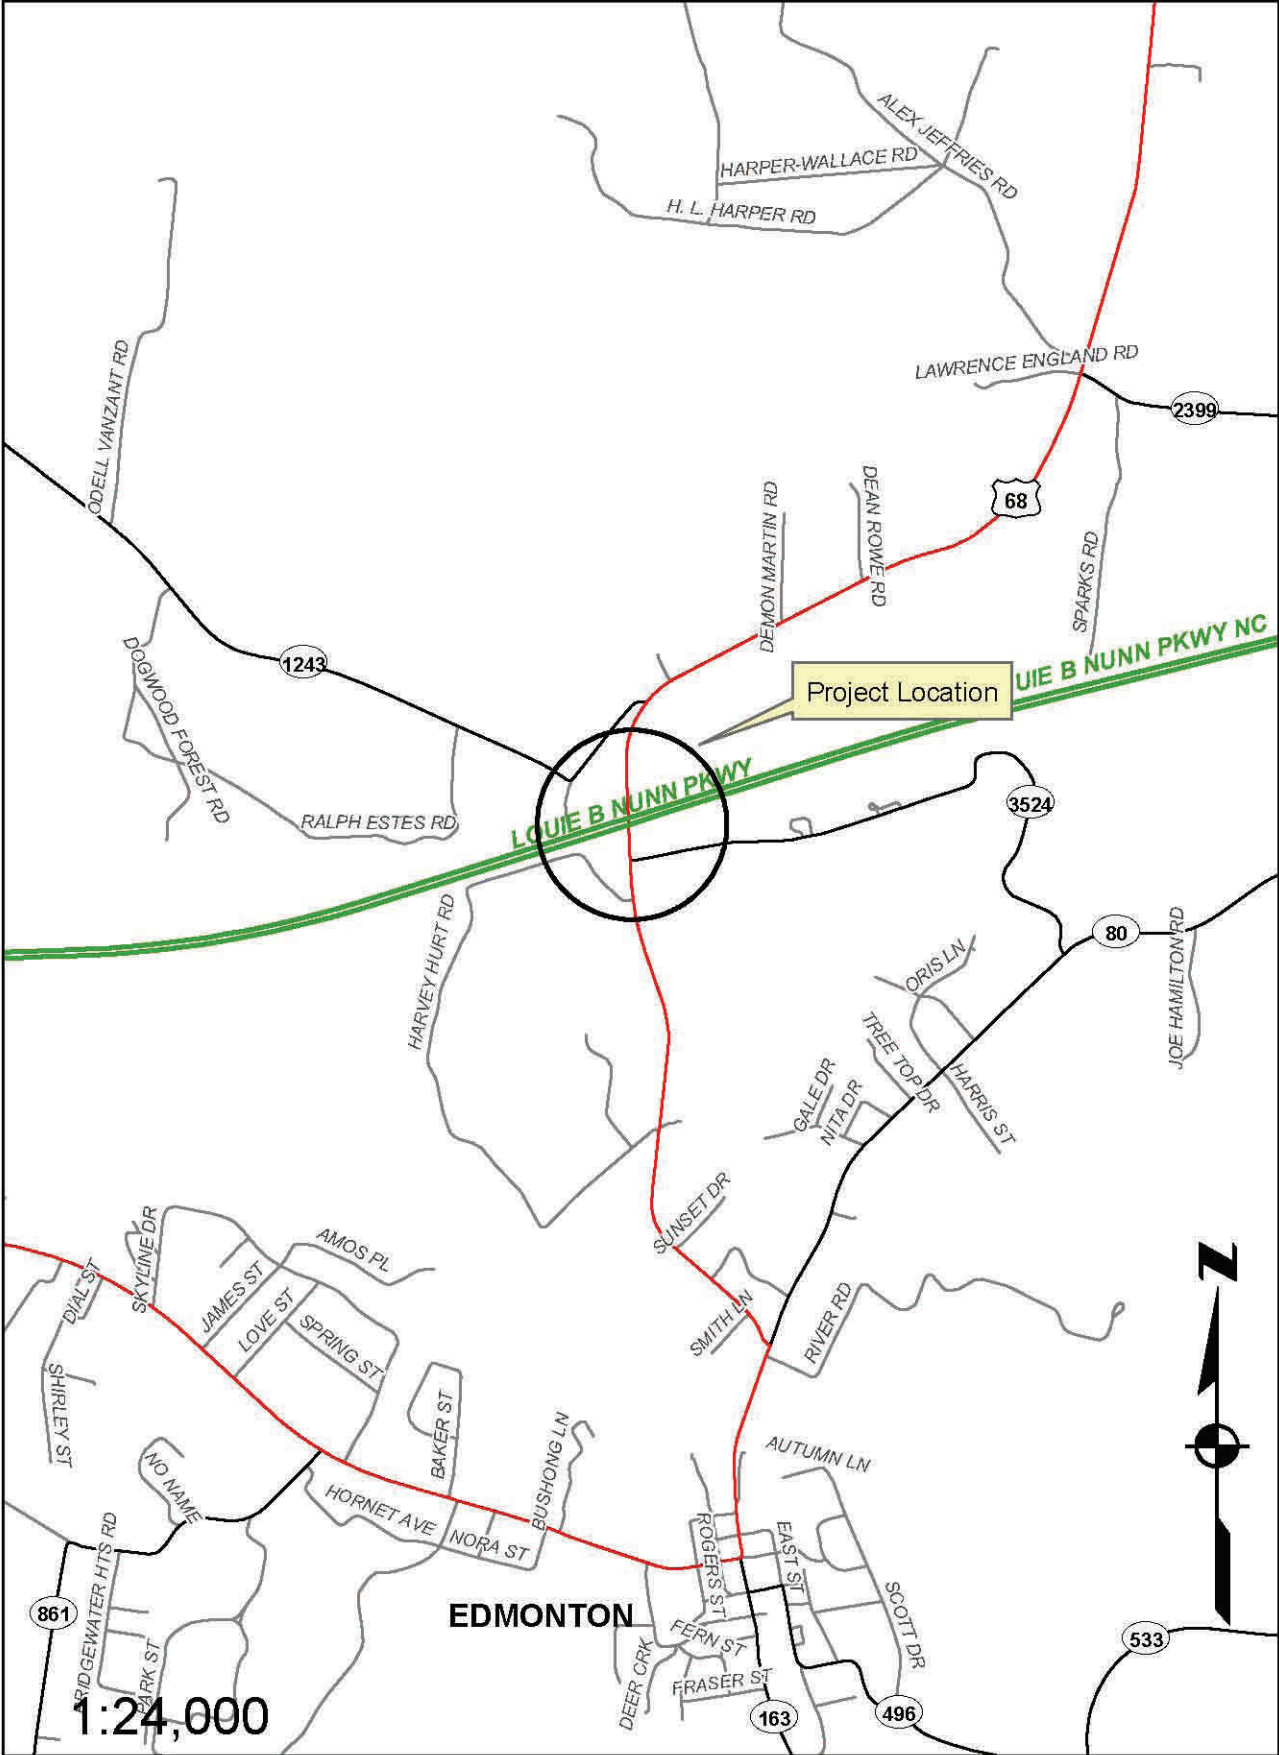 ALEX JEFFRIES RD
HARPER-WALLACE RD
H. L. HARPER RD
LAWRENCE ENGLAND RD
2399
ODELL VANZANT RD
68
DEMON MARTIN RD
DEAN ROWE RD
SPARKS RD
UIE B NUNN PKWY NC
DOGWOOD FOREST RD
1243
Project Location
LOUIE B NUNN PKWY
RALPH ESTES RD
3524
HARVEY HURT RD
80
JOE HAMILTON RD
ORIS LN
TREE TOP DR
HARRIS ST
GALE DR
NITA DR
SUNSET DR
SMITH LN
RIVER RD
SKYLINE DR
DIAL ST
AMOS PL
JAMES ST
LOVE ST
SPRING ST
SHIRLEY ST
BAKER ST
BUSHONG LN
NO NAME
HORNET AVE
NORA ST
AUTUMN LN
ROGERS ST
EAST ST
SCOTT DR
BRIDGEWATER HTS RD
861
EDMONTON
FERN ST
DEER CRK
FRASER ST
PARK ST
533
163
496
1:24,000
N